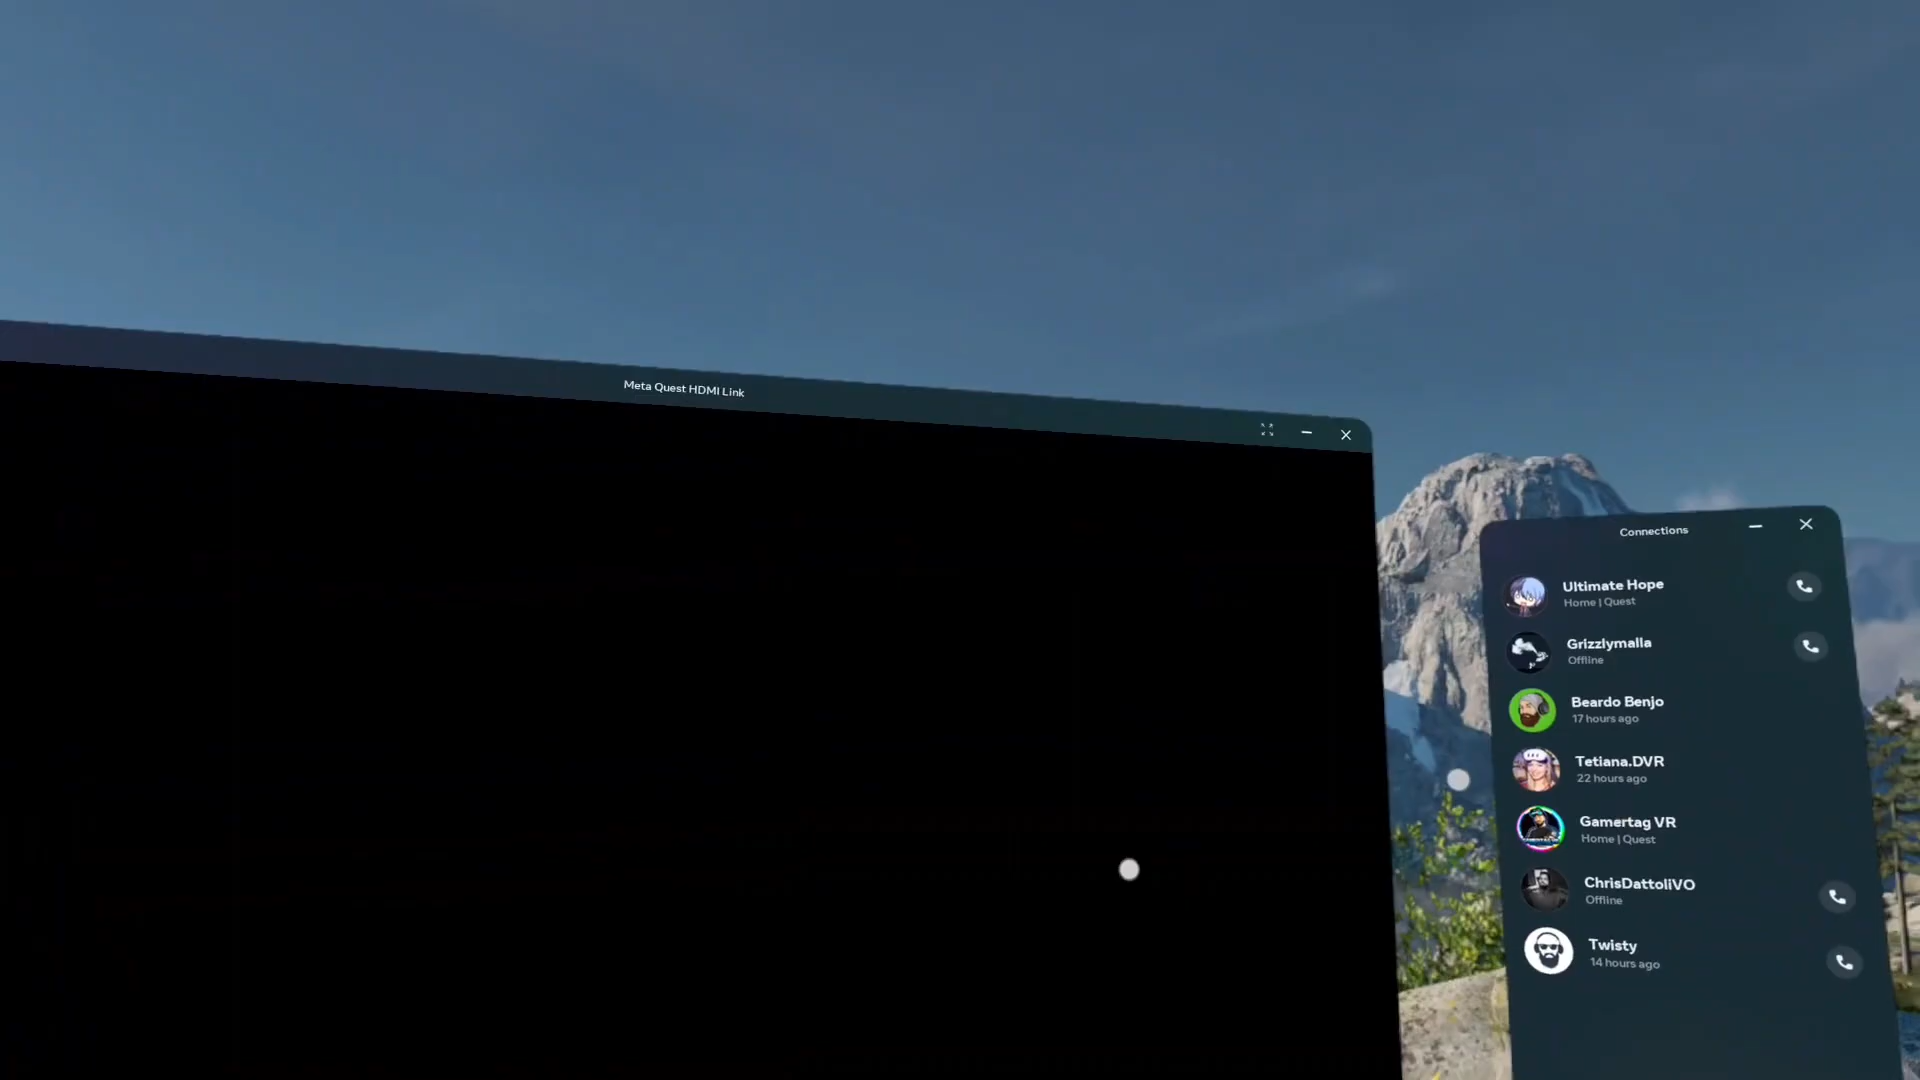 Meta Quest HDMI Link
Connections
Ultimate Hope
Home | Quest
Grizzlymalla
Offline
Beardo Benjo
17 hours ago
Tetiana.DVR
22 hours ago
Gamertag VR
Home | Quest
ChrisDattoliVO
Offline
Twisty
14 hours ago